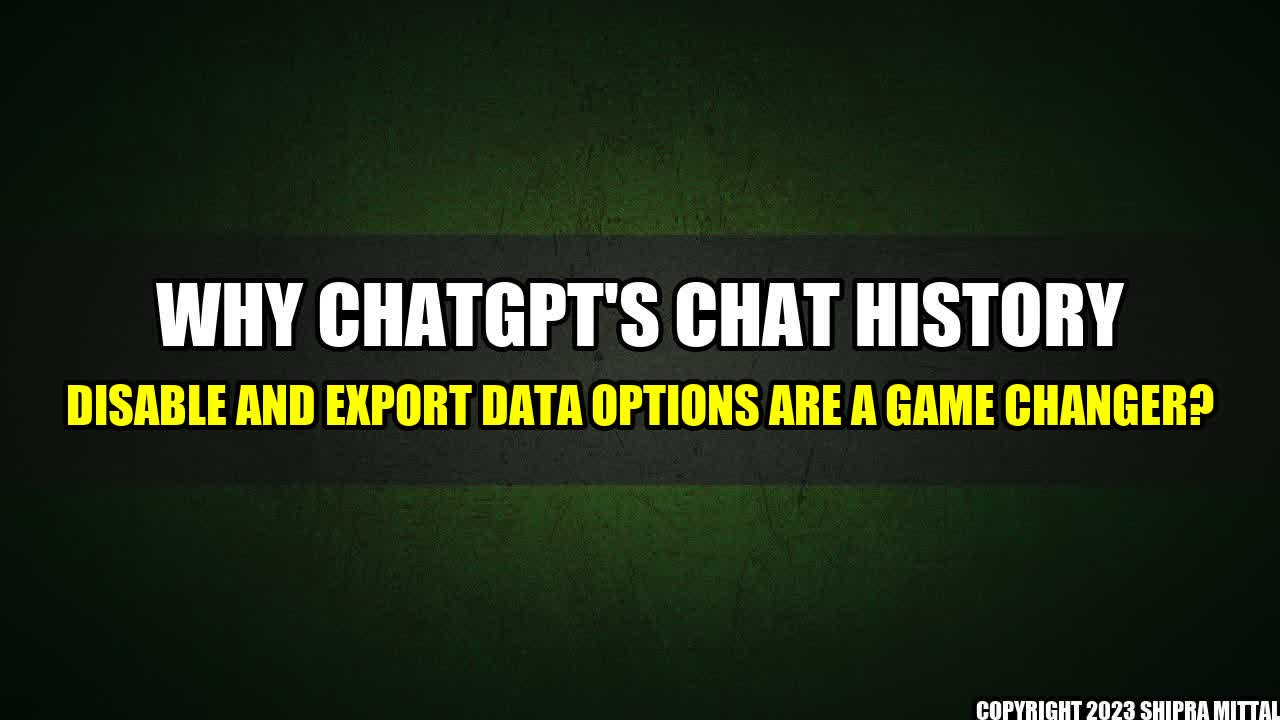 WHY CHATGPT'S CHAT HISTORY
DISABLE AND EXPORT DATA OPTIONS ARE A GAME CHANGER?
COPYRIGHT 2023 SHIPRA MITTAL